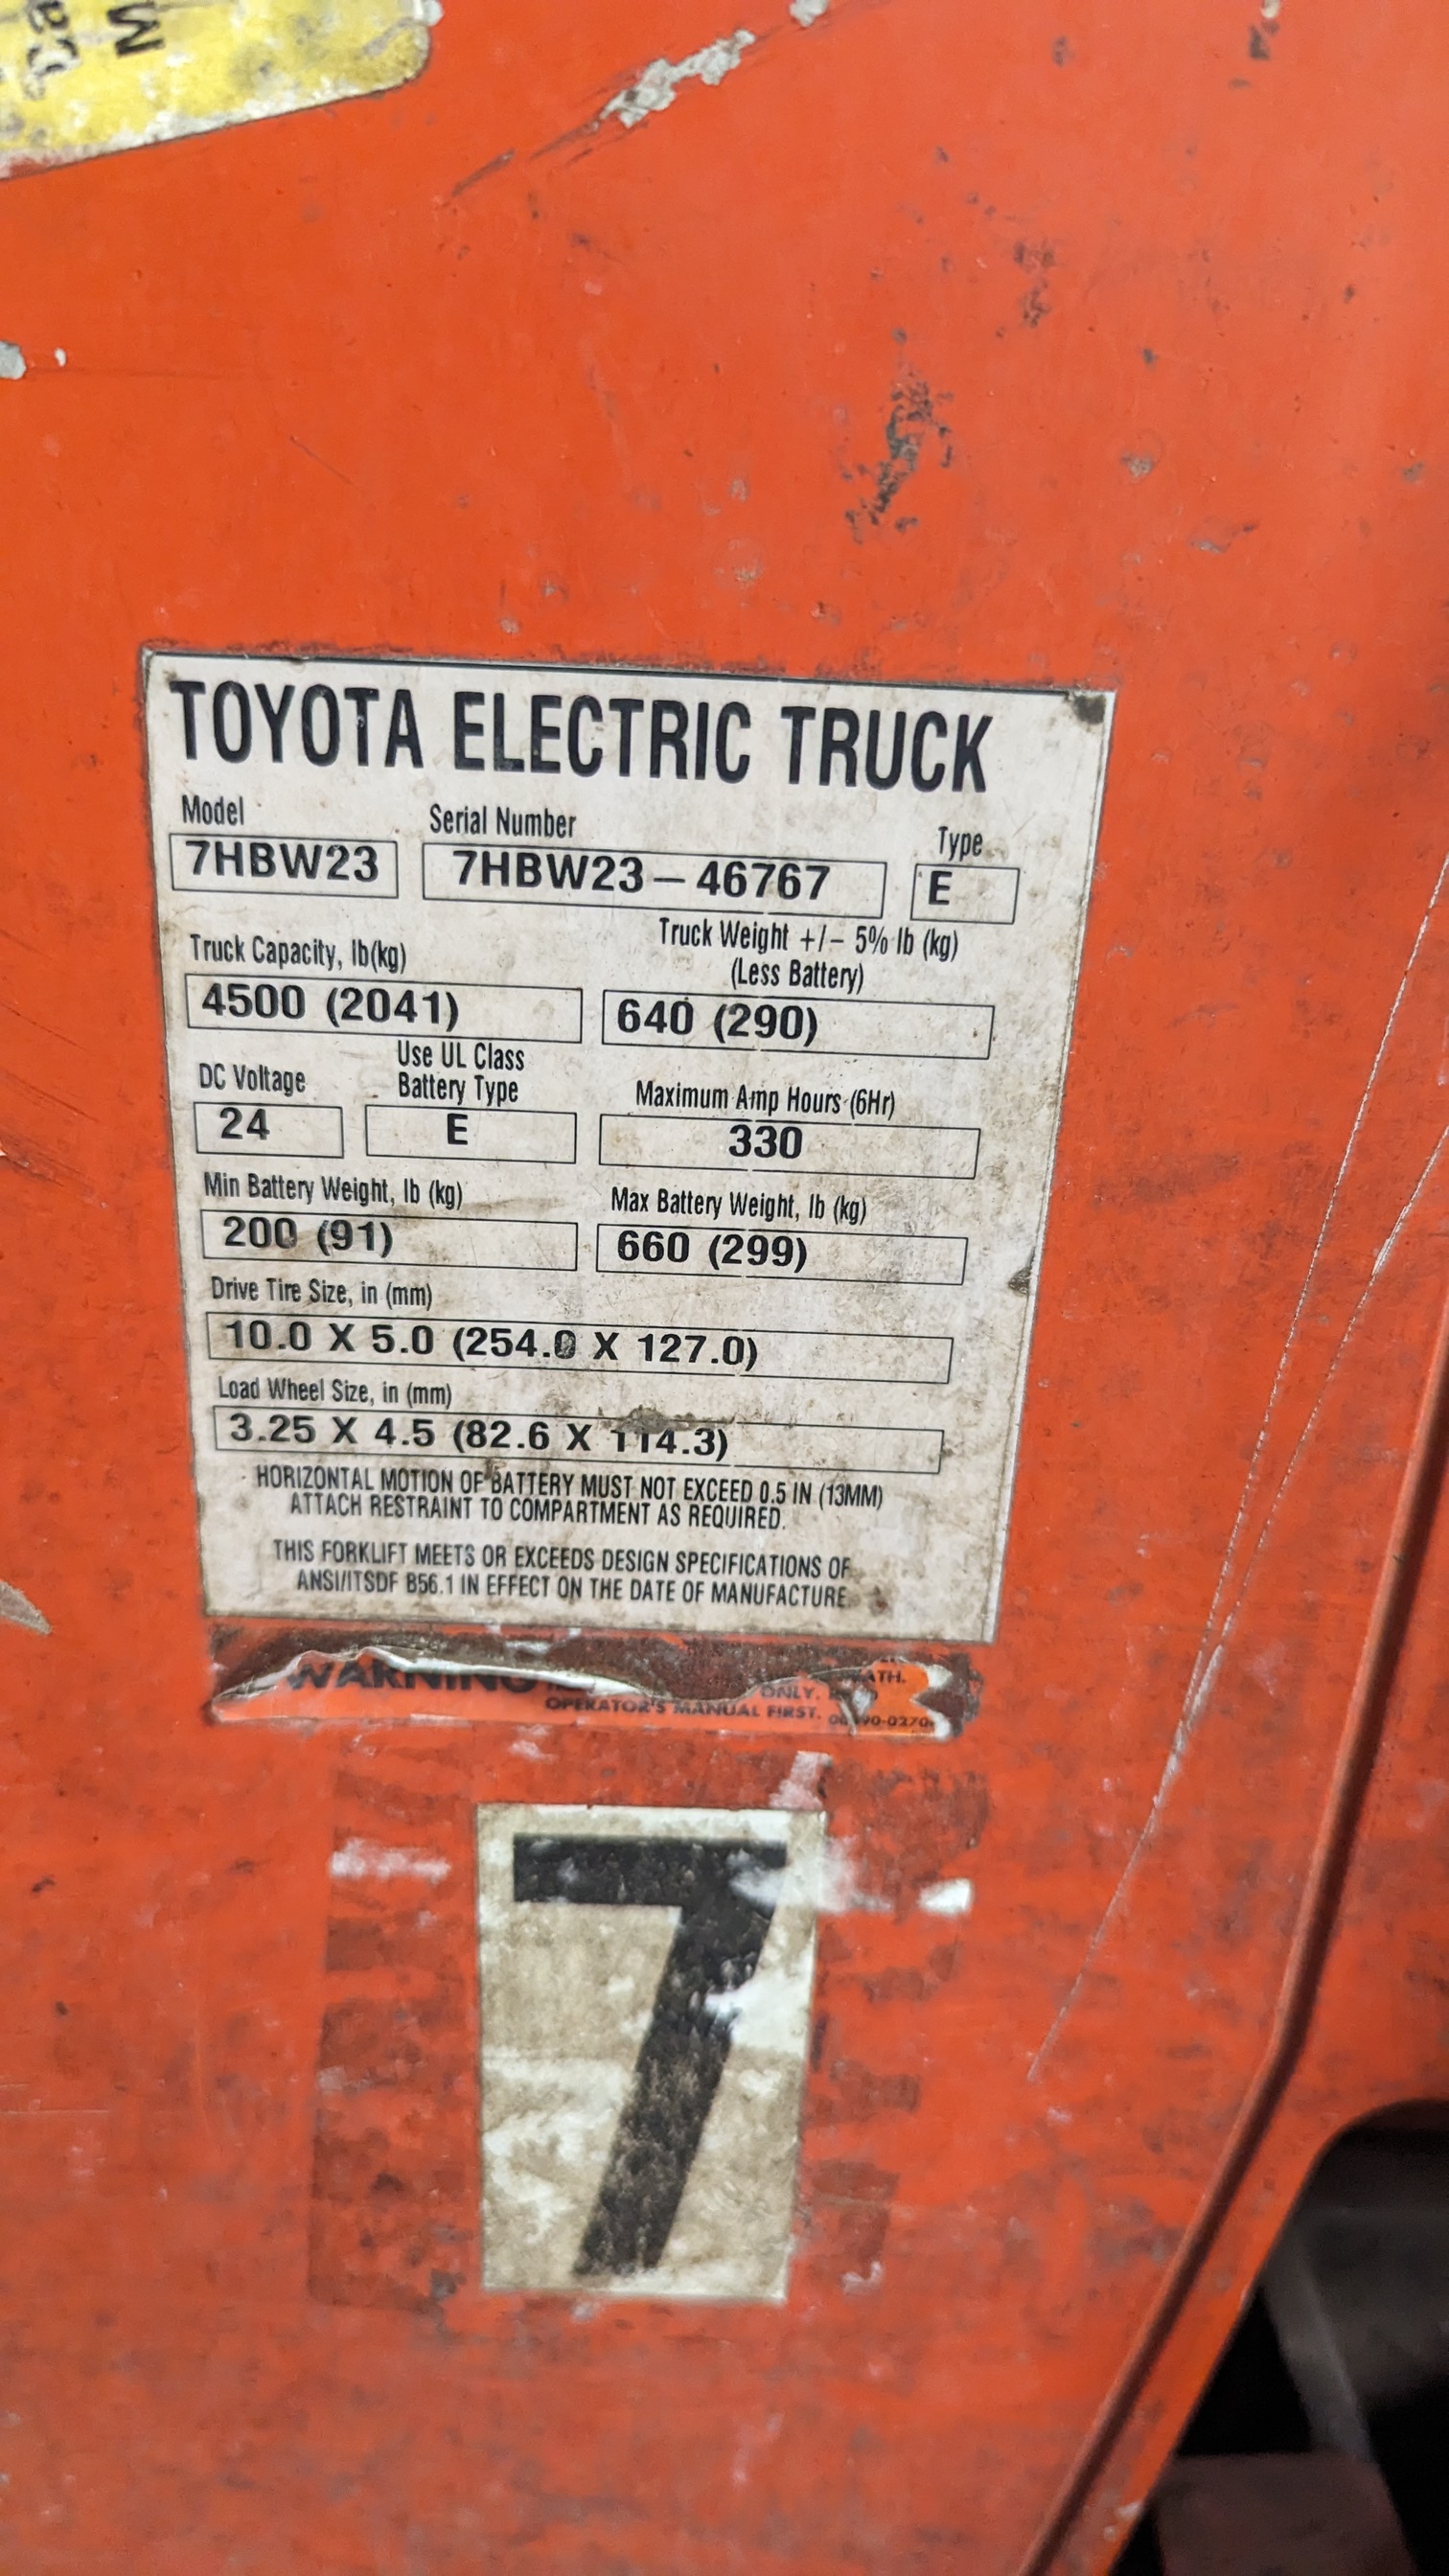 Ca
M
TOYOTA ELECTRIC TRUCK
Model Serial Number Type
7HBW23 7HBW23-46767 E
Truck Capacity, lb(kg) Truck Weight +/- 5% lb (kg)
(Less Battery)
4500 (2041) 640 (290)
DC Voltage Use UL Class Battery Type Maximum Amp Hours (6Hr)
24 E 330
Min Battery Weight, lb (kg) Max Battery Weight, lb (kg)
200 (91) 660 (299)
Drive Tire Size, in (mm)
10.0 X 5.0 (254.0 X 127.0)
Load Wheel Size, in (mm)
3.25 X 4.5 (82.6 X 114.3)
HORIZONTAL MOTION OF BATTERY MUST NOT EXCEED 0.5 IN (13MM)
ATTACH RESTRAINT TO COMPARTMENT AS REQUIRED.
THIS FORKLIFT MEETS OR EXCEEDS DESIGN SPECIFICATIONS OF
ANSI/ITSDF B56.1 IN EFFECT ON THE DATE OF MANUFACTURE.
WARNING
ONLY.
OPERATOR'S MANUAL FIRST.
7